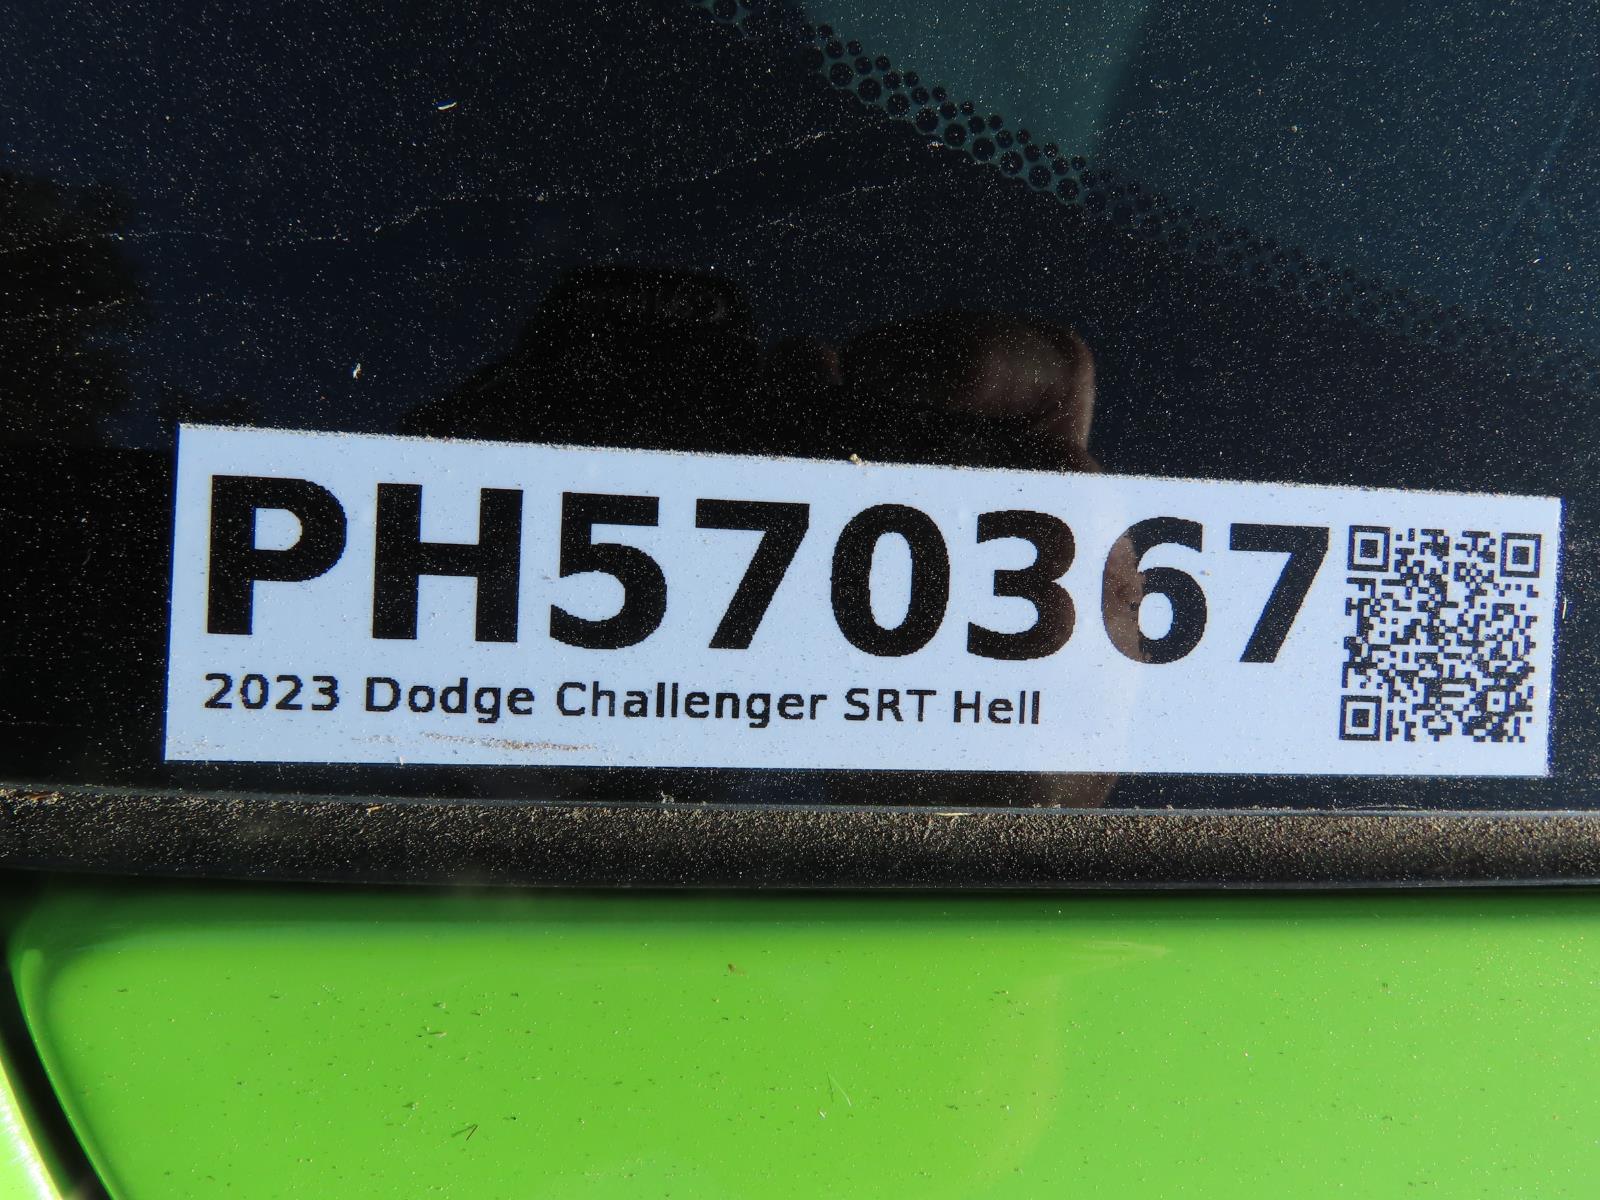 PH570367
2023 Dodge Challenger SRT Hell